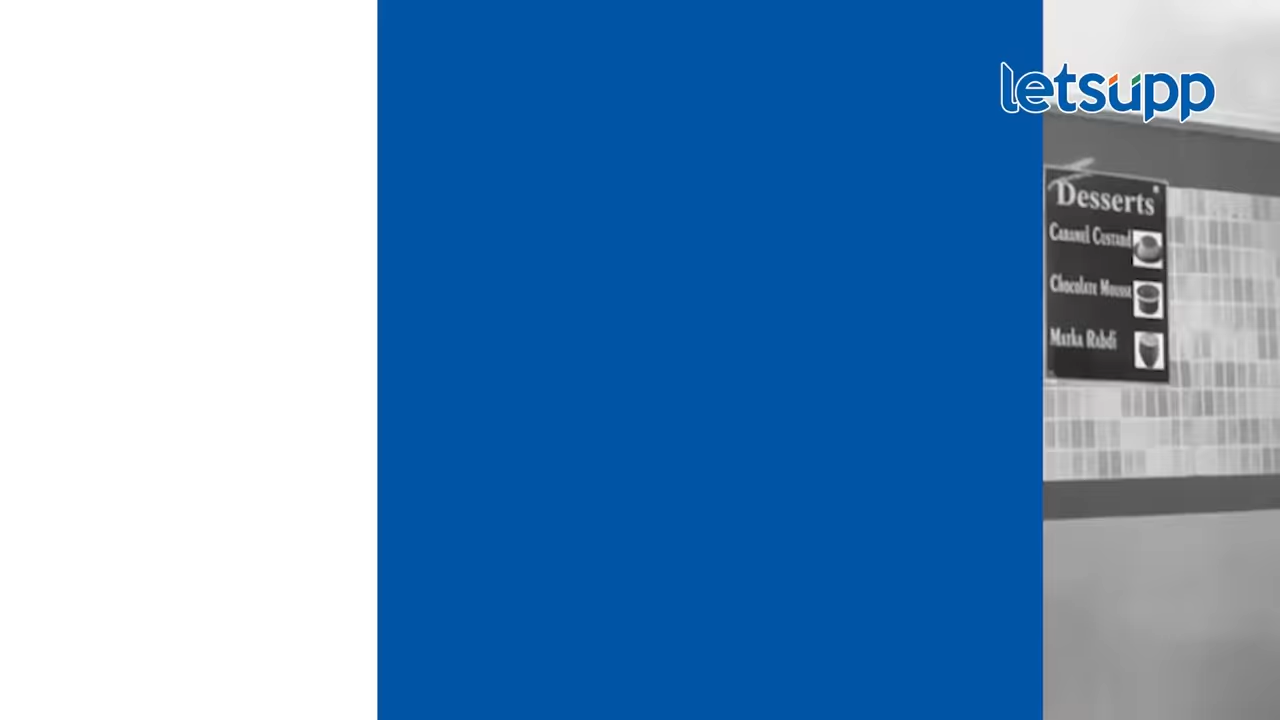 letsupp
Desserts
Caramel Custard
Chocolate Mousse
Matka Rabdi